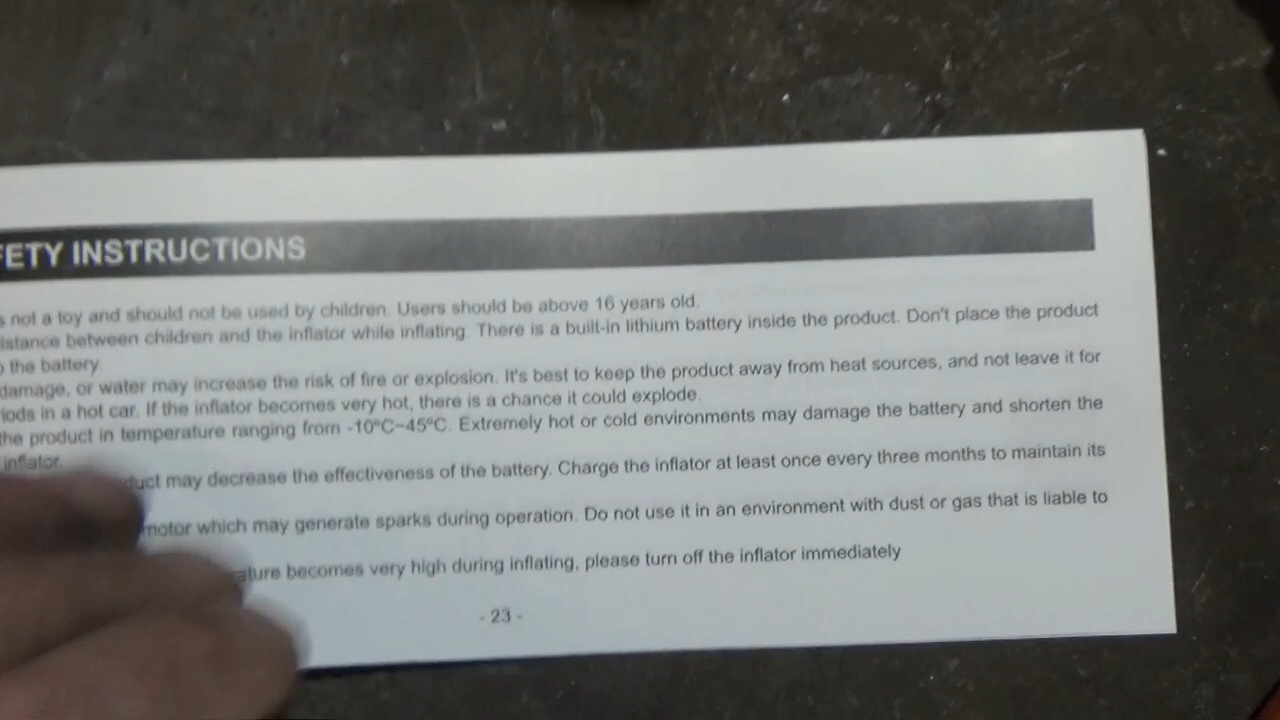 FETY INSTRUCTIONS
s not a toy and should not be used by children. Users should be above 16 years old.
istance between children and the inflator while inflating. There is a built-in lithium battery inside the product. Don't place the product
the battery.
damage, or water may increase the risk of fire or explosion. It's best to keep the product away from heat sources, and not leave it for
riods in a hot car. If the inflator becomes very hot, there is a chance it could explode.
the product in temperature ranging from -10ºC~45ºC. Extremely hot or cold environments may damage the battery and shorten the
inflator.
duct may decrease the effectiveness of the battery. Charge the inflator at least once every three months to maintain its
motor which may generate sparks during operation. Do not use it in an environment with dust or gas that is liable to
ature becomes very high during inflating, please turn off the inflator immediately
- 23 -